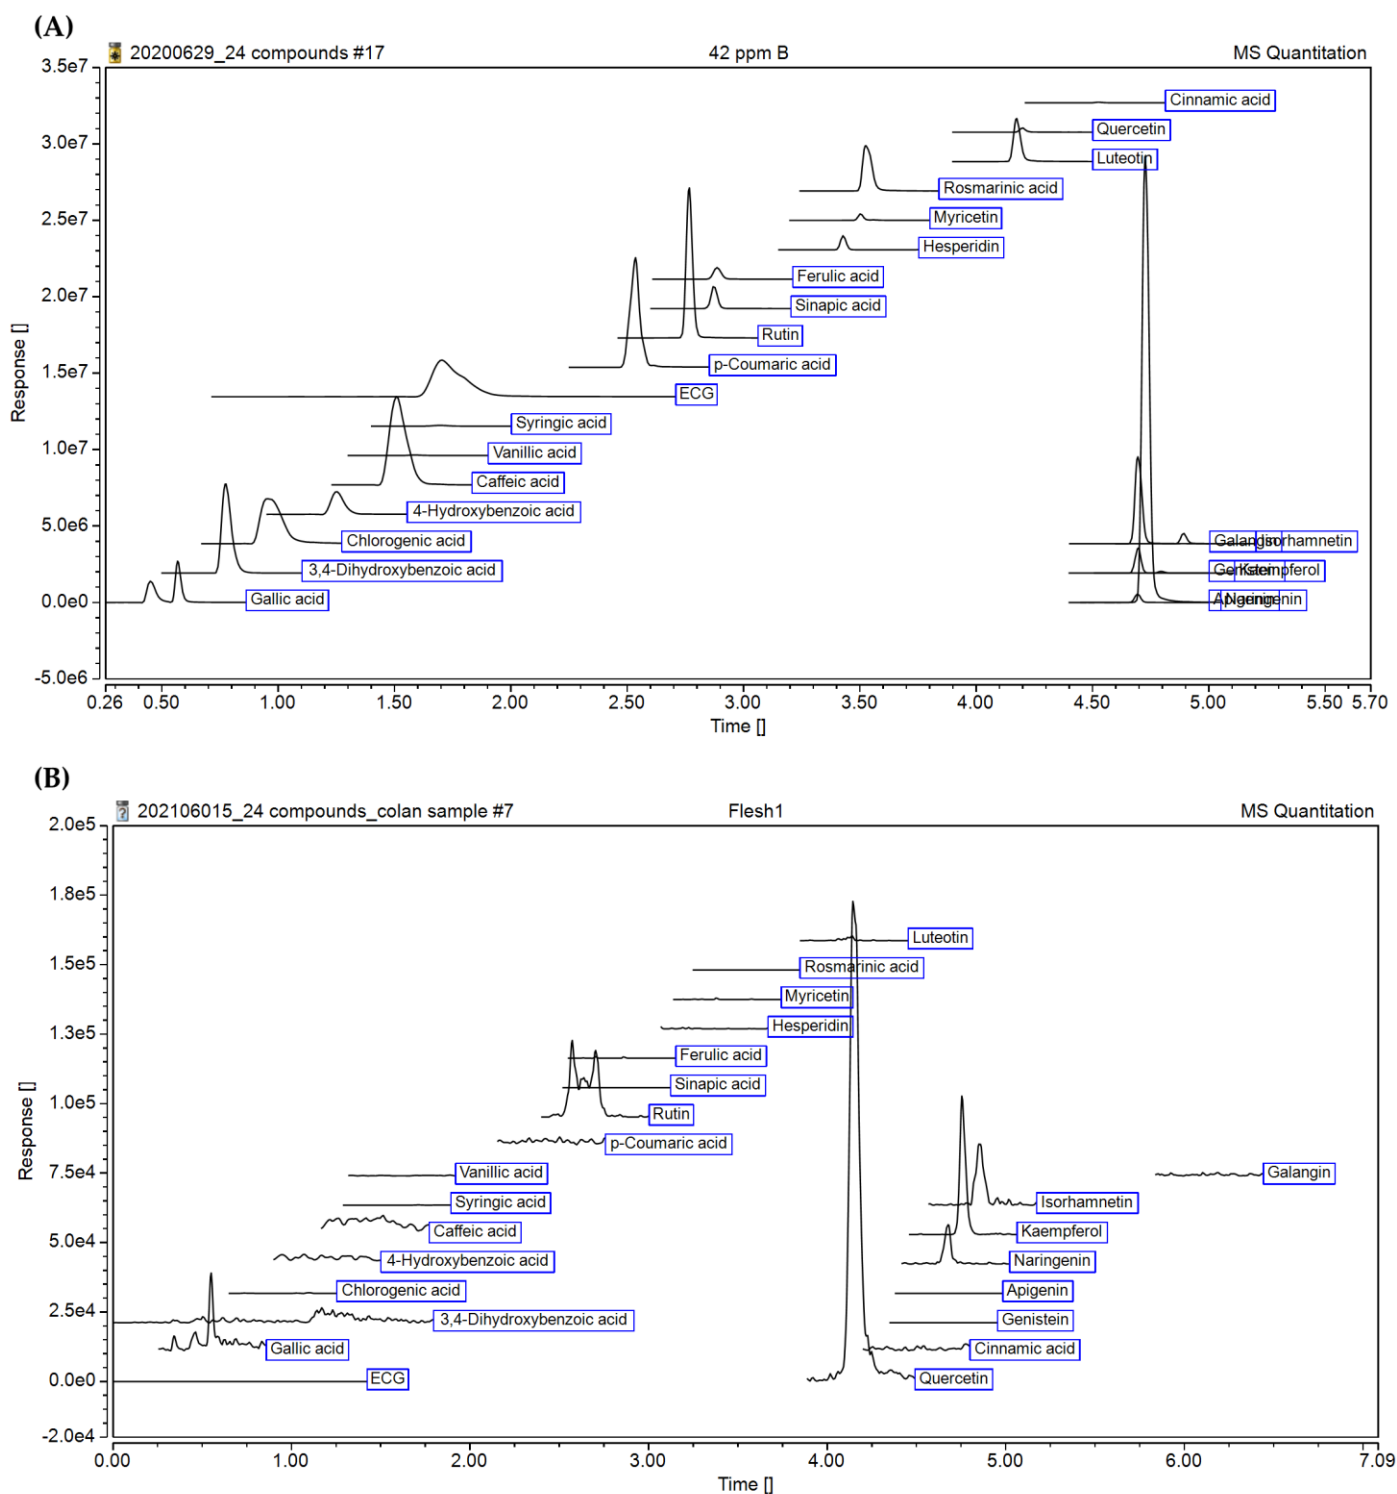 (A)
20200629_24 compounds #17 42 ppm B MS Quantitation
3.5e7
3.0e7
2.5e7
2.0e7
1.5e7
1.0e7
5.0e6
0.0e0
-5.0e6
Response []
Cinnamic acid
Quercetin
Luteotin
Rosmarinic acid
Myricetin
Hesperidin
Ferulic acid
Sinapic acid
Rutin
p-Coumaric acid
ECG
Syringic acid
Vanillic acid
Caffeic acid
4-Hydroxybenzoic acid
Chlorogenic acid
Galangin Isorhamnetin
3,4-Dihydroxybenzoic acid
Genistein Kaempferol
Gallic acid
Apigenin Naringenin
0.26 0.50 1.00 1.50 2.00 2.50 3.00 3.50 4.00 4.50 5.00 5.50 5.70
Time []
(B)
202106015_24 compounds_colan sample #7 Flesh1 MS Quantitation
2.0e5
1.8e5
1.5e5
1.3e5
1.0e5
7.5e4
5.0e4
2.5e4
0.0e0
-2.0e4
Response []
Luteotin
Rosmarinic acid
Myricetin
Hesperidin
Ferulic acid
Sinapic acid
Rutin
p-Coumaric acid
Vanillic acid
Galangin
Syringic acid
Isorhamnetin
Caffeic acid
Kaempferol
4-Hydroxybenzoic acid
Naringenin
Chlorogenic acid
Apigenin
3,4-Dihydroxybenzoic acid
Genistein
Gallic acid
Cinnamic acid
ECG
Quercetin
0.00 1.00 2.00 3.00 4.00 5.00 6.00 7.09
Time []